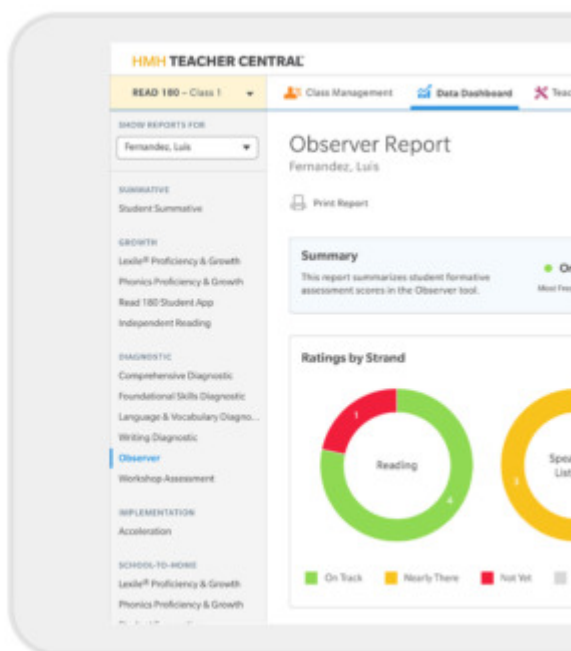 HMH TEACHER CENTRAL
READ 180 – Class 1
Class Management
Data Dashboard
SHOW REPORTS FOR
Fernandez, Luis
SUMMATIVE
Student Summative
GROWTH
Lexile® Proficiency & Growth
Phonics Proficiency & Growth
Read 180 Student App
Independent Reading
DIAGNOSTIC
Comprehensive Diagnostic
Foundational Skills Diagnostic
Language & Vocabulary Diagno...
Writing Diagnostic
Observer
Workshop Assessment
IMPLEMENTATION
Acceleration
SCHOOL-TO-HOME
Lexile® Proficiency & Growth
Phonics Proficiency & Growth
Observer Report
Fernandez, Luis
Print Report
Summary
This report summarizes student formative
assessment scores in the Observer tool.
Ratings by Strand
1
Reading
4
3
On Track
Nearly There
Not Yet